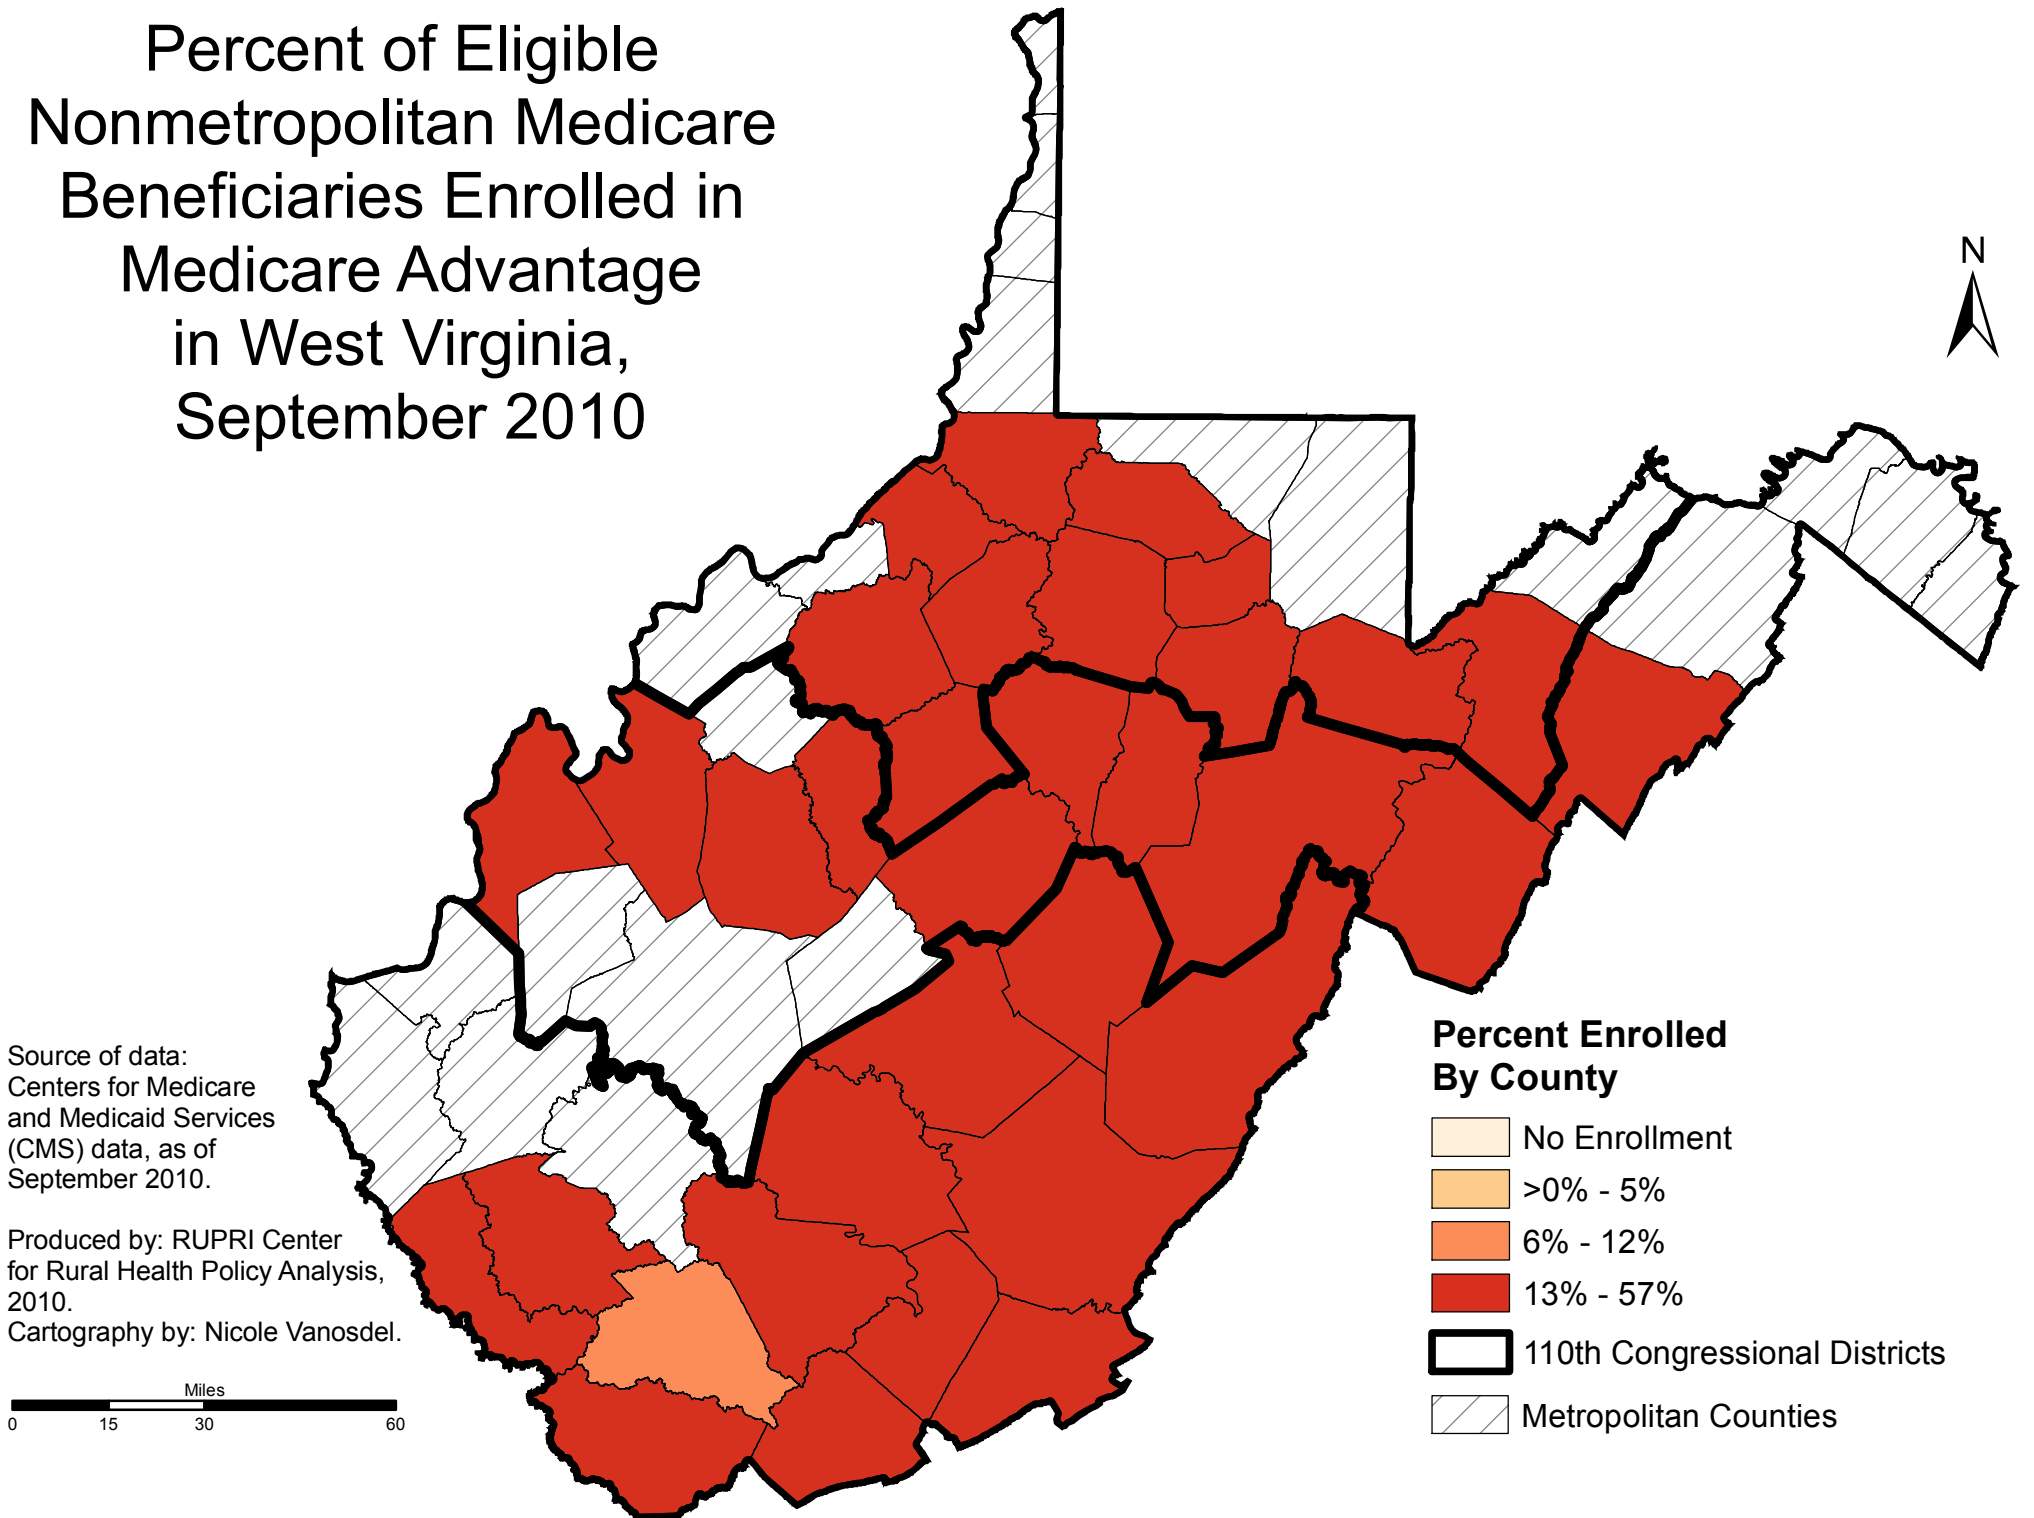 Percent of Eligible
Nonmetropolitan Medicare
Beneficiaries Enrolled in
Medicare Advantage
in West Virginia,
September 2010
N
Source of data:
Centers for Medicare
and Medicaid Services
(CMS) data, as of
September 2010.
Produced by: RUPRI Center
for Rural Health Policy Analysis,
2010.
Cartography by: Nicole Vanosdel.
Miles
0 15 30 60
Percent Enrolled
By County
No Enrollment
>0% - 5%
6% - 12%
13% - 57%
110th Congressional Districts
Metropolitan Counties